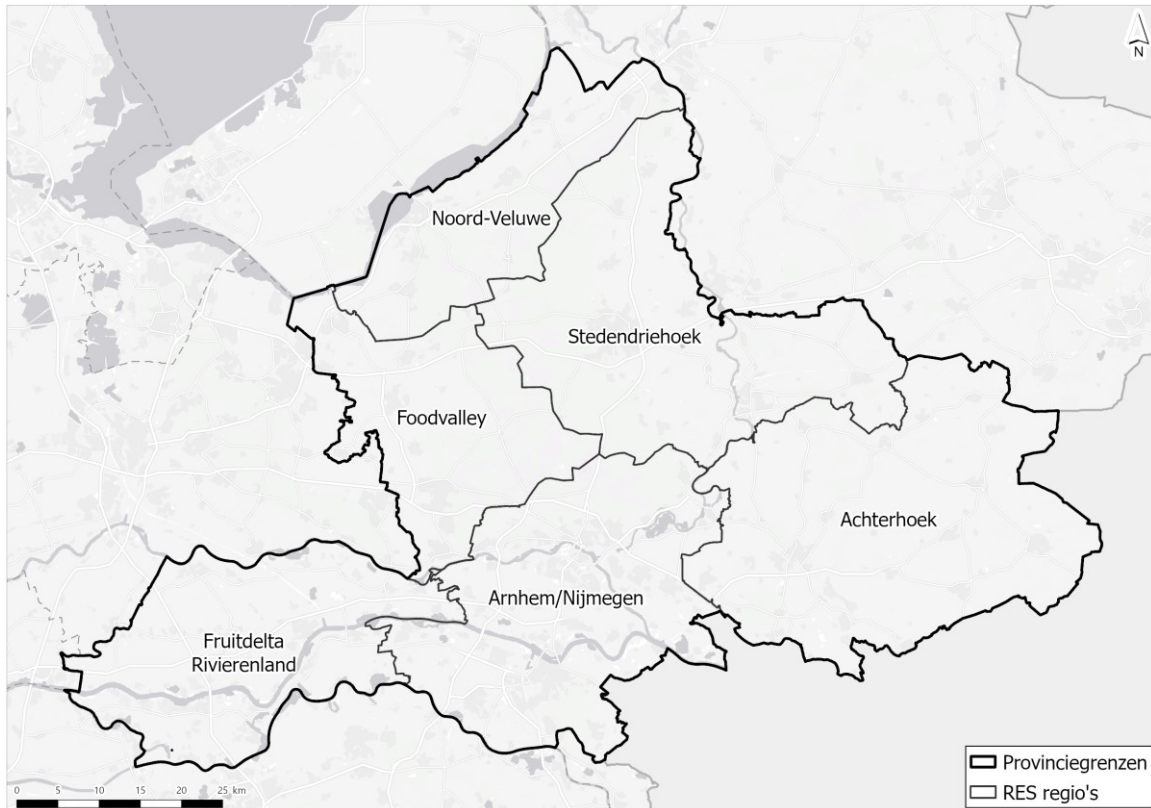 N
Noord-Veluwe
Stedendriehoek
Foodvalley
Achterhoek
Arnhem/Nijmegen
Fruitdelta
Rivierenland
0 5 10 15 20 25 km
Provinciegrenzen
RES regio's